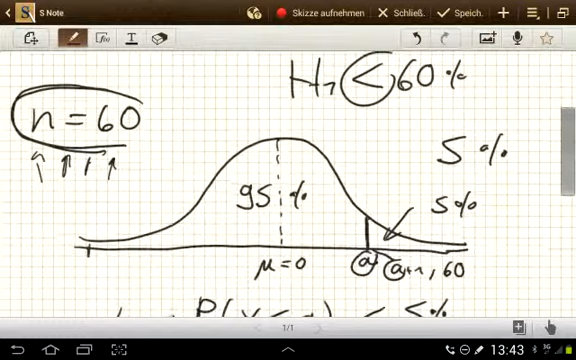 S Note
Skizze aufnehmen
Schließ.
Speich.
H₁ < 60 %
n = 60
5 %
95 %
5 %
μ = 0
a
a+1, 60
1/1
13:43